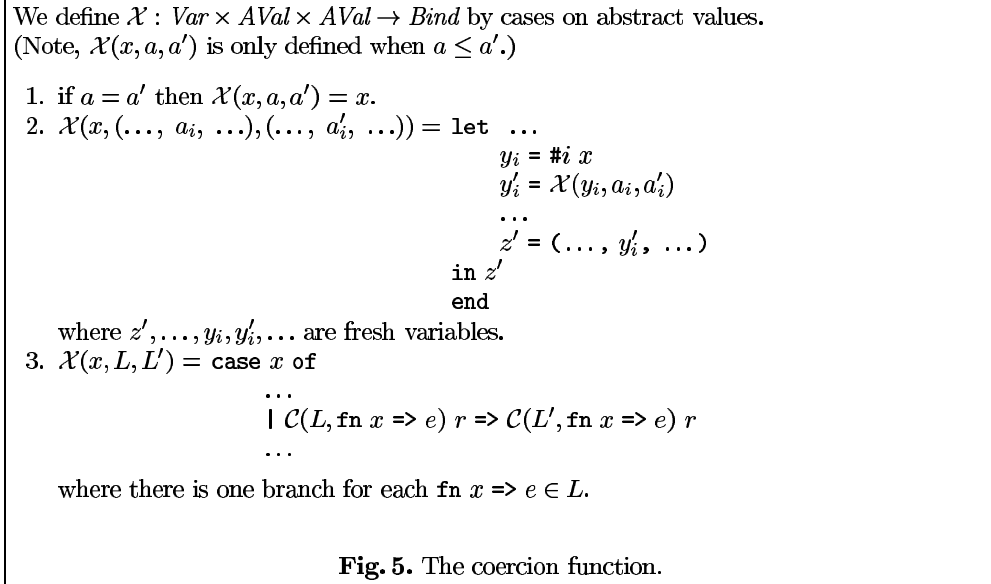 We define 𝒳 : Var × AVal × AVal → Bind by cases on abstract values.
(Note, 𝒳(x, a, a′) is only defined when a ≤ a′.)
1. if a = a′ then 𝒳(x, a, a′) = x.
2. 𝒳(x, (..., aᵢ, ...), (..., a′ᵢ, ...)) = let ...
yᵢ = #i x
y′ᵢ = 𝒳(yᵢ, aᵢ, a′ᵢ)
...
z′ = (..., y′ᵢ, ...)
in z′
end
where z′, ..., yᵢ, y′ᵢ, ... are fresh variables.
3. 𝒳(x, L, L′) = case x of
...
| 𝒞(L, fn x => e) r => 𝒞(L′, fn x => e) r
...
where there is one branch for each fn x => e ∈ L.
Fig. 5. The coercion function.